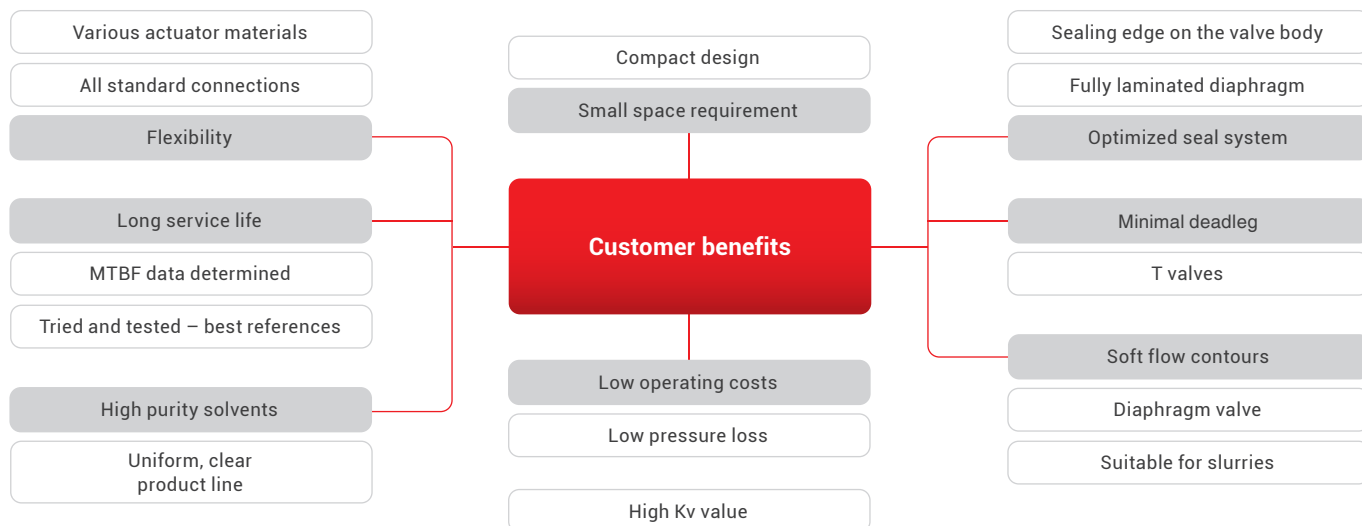 Various actuator materials
All standard connections
Flexibility
Long service life
MTBF data determined
Tried and tested – best references
High purity solvents
Uniform, clear
product line
Compact design
Small space requirement
Customer benefits
Low operating costs
Low pressure loss
High Kv value
Sealing edge on the valve body
Fully laminated diaphragm
Optimized seal system
Minimal deadleg
T valves
Soft flow contours
Diaphragm valve
Suitable for slurries